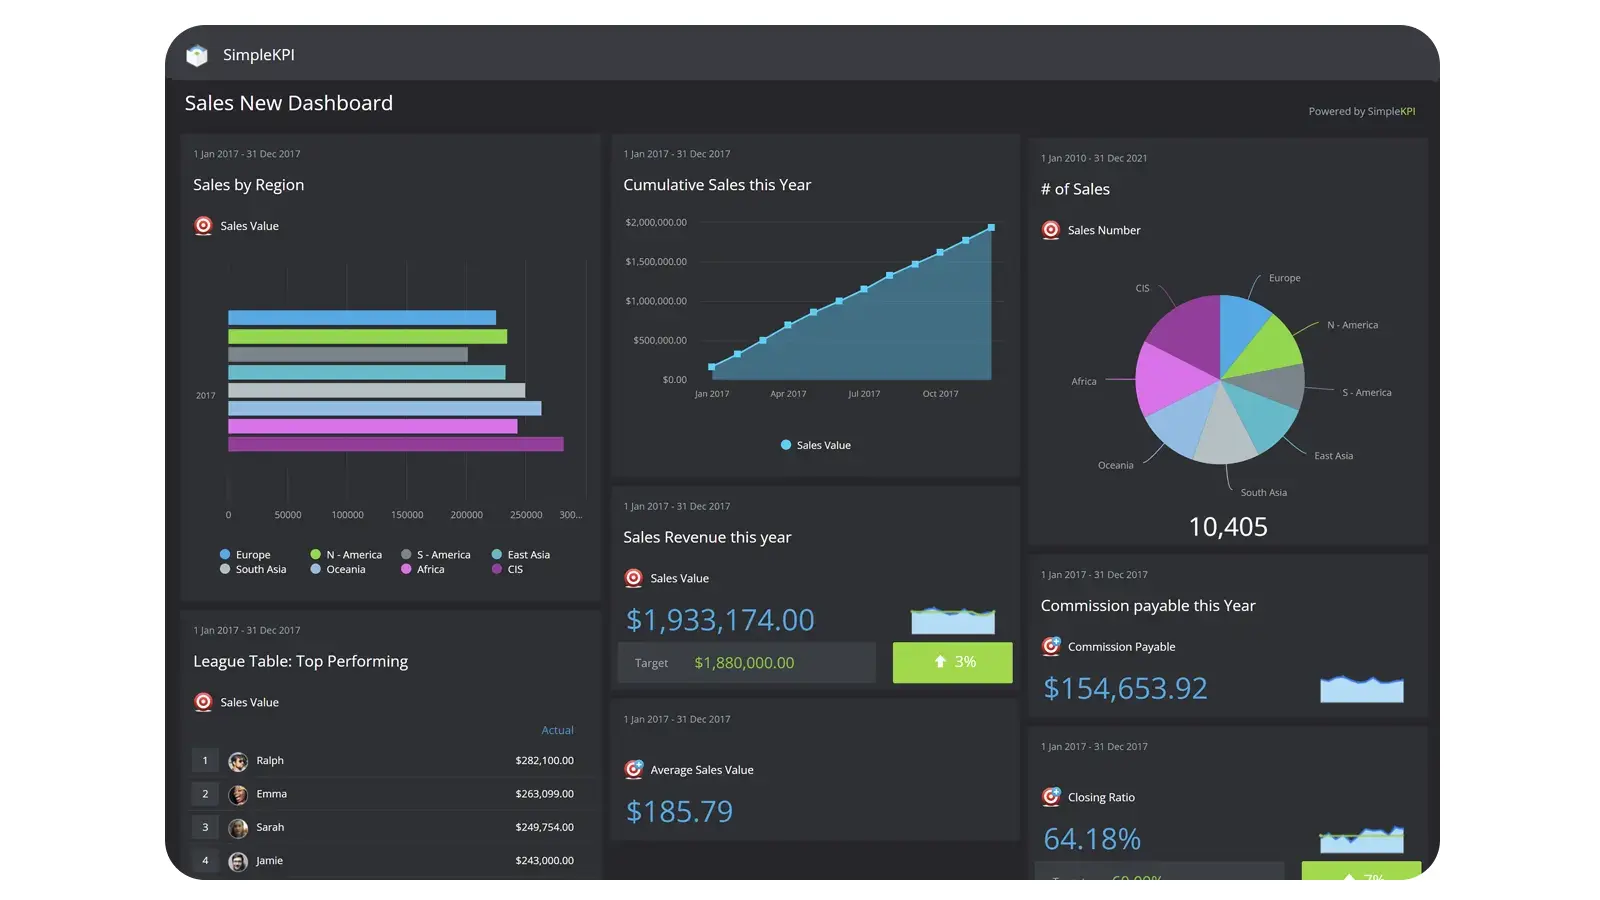 SimpleKPI
Sales New Dashboard
Powered by SimpleKPI
1 Jan 2017 - 31 Dec 2017
Sales by Region
Sales Value
2017
0 50000 100000 150000 200000 250000 300...
Europe N - America S - America East Asia
South Asia Oceania Africa CIS
1 Jan 2017 - 31 Dec 2017
League Table: Top Performing
Sales Value
Actual
1 Ralph $282,100.00
2 Emma $263,099.00
3 Sarah $249,754.00
4 Jamie $243,000.00
1 Jan 2017 - 31 Dec 2017
Cumulative Sales this Year
$2,000,000.00
$1,500,000.00
$1,000,000.00
$500,000.00
$0.00
Jan 2017 Apr 2017 Jul 2017 Oct 2017
Sales Value
1 Jan 2017 - 31 Dec 2017
Sales Revenue this year
Sales Value
$1,933,174.00
Target $1,880,000.00 3%
1 Jan 2017 - 31 Dec 2017
Average Sales Value
$185.79
1 Jan 2010 - 31 Dec 2021
# of Sales
Sales Number
Europe
CIS
N - America
Africa
S - America
East Asia
Oceania
South Asia
10,405
1 Jan 2017 - 31 Dec 2017
Commission payable this Year
Commission Payable
$154,653.92
1 Jan 2017 - 31 Dec 2017
Closing Ratio
64.18%
7%